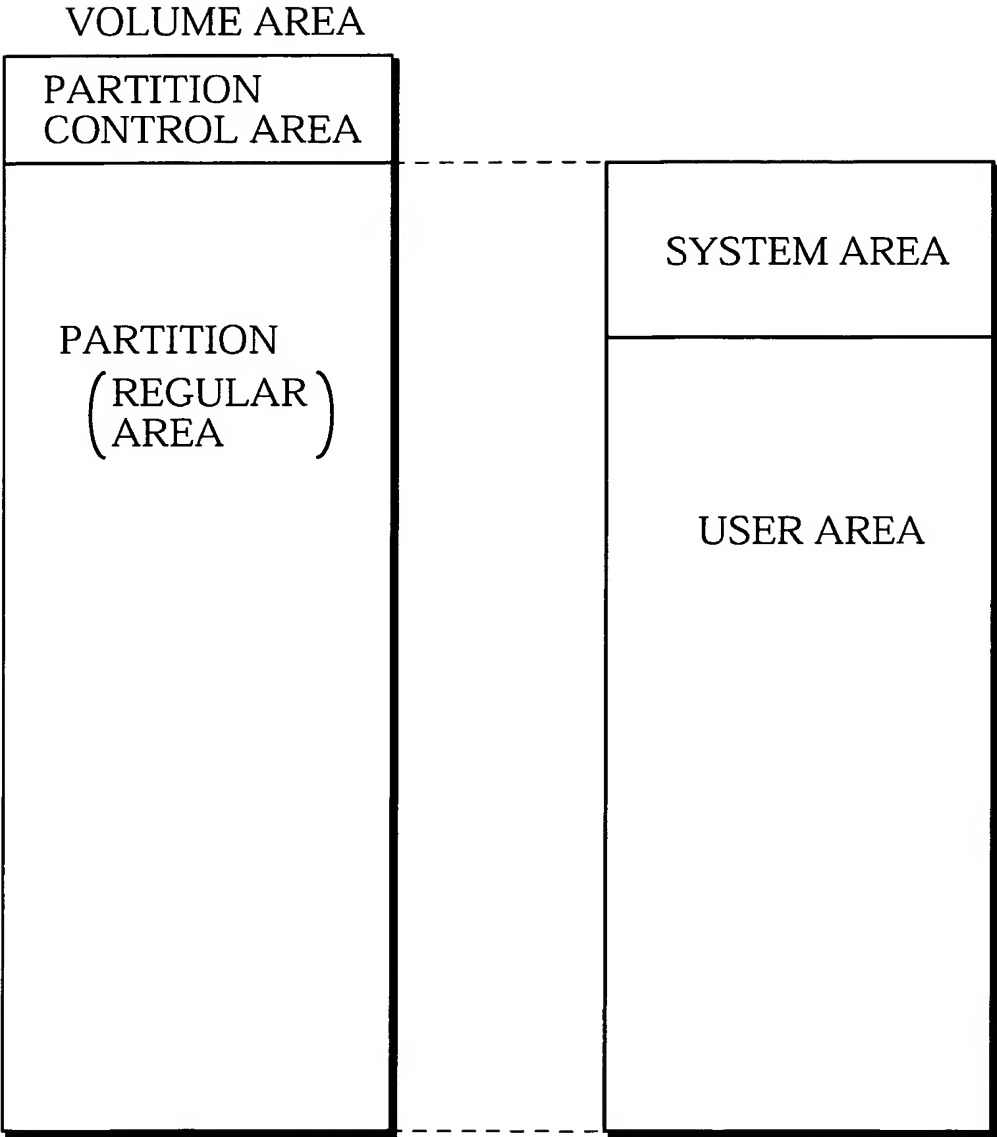 VOLUME AREA
PARTITION
CONTROL AREA
PARTITION
(REGULAR
AREA)
SYSTEM AREA
USER AREA